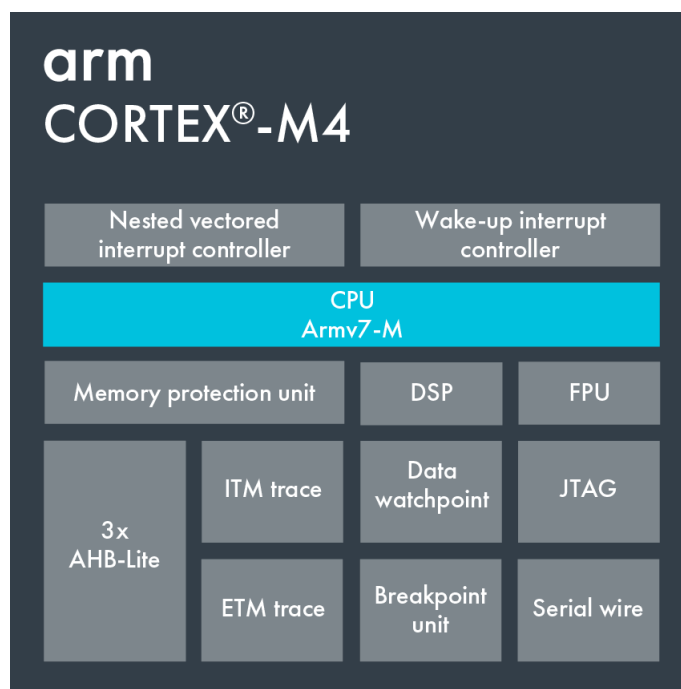 arm
CORTEX®-M4
Nested vectored
interrupt controller
Wake-up interrupt
controller
CPU
Armv7-M
Memory protection unit
DSP
FPU
3x
AHB-Lite
ITM trace
Data
watchpoint
JTAG
ETM trace
Breakpoint
unit
Serial wire